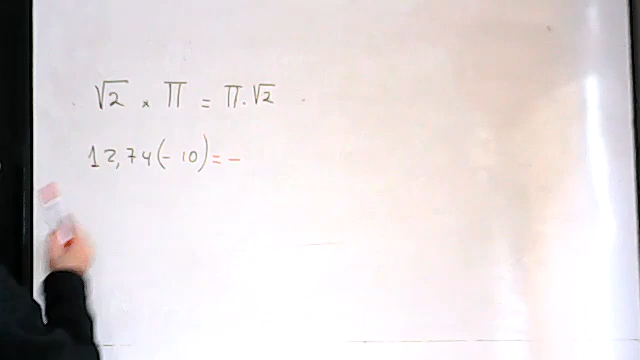 √2 × π = π . √2
12,74(- 10) = -